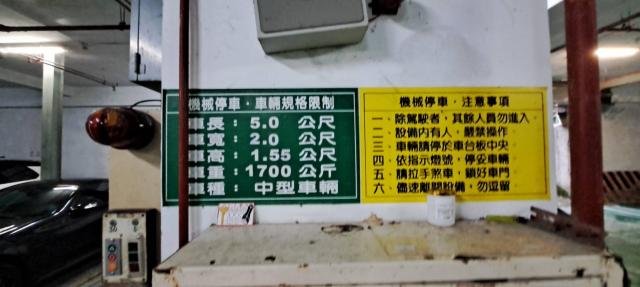 機械停車．車輛規格限制
車長：5.0 公尺
車寬：2.0 公尺
車高：1.55 公尺
車重：1700 公斤
車種：中型車輛
機械停車．注意事項
一、除駕駛者，其餘人員勿進入
二、設備內有人，嚴禁操作
三、車輛請停於車台板中央
四、依指示燈號，停妥車輛
五、請拉手煞車，鎖好車門
六、儘速離開設備，勿逗留